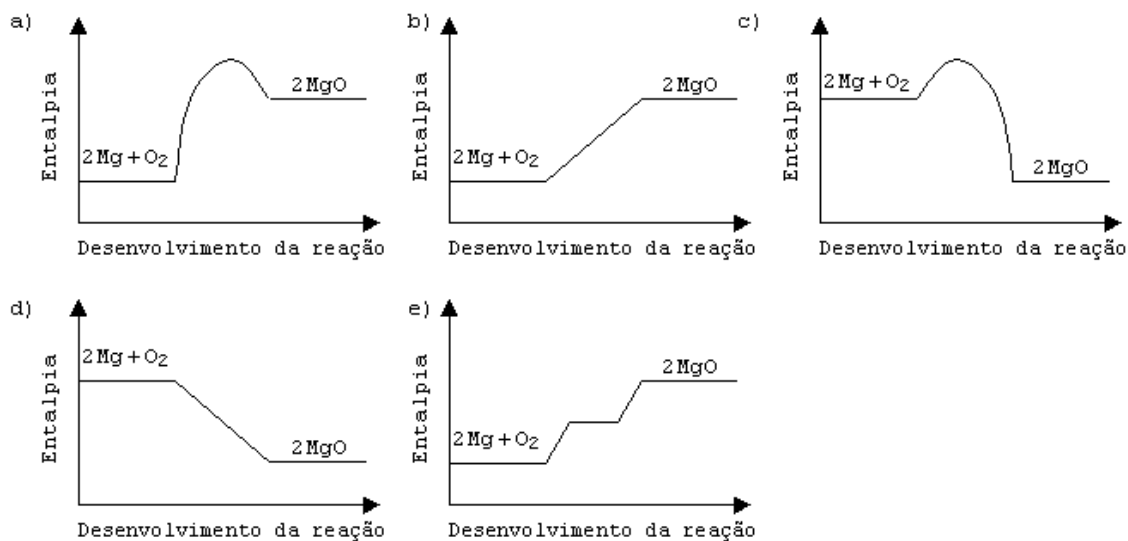 a)
Entalpia
2Mg+O₂
2MgO
Desenvolvimento da reação
b)
Entalpia
2Mg+O₂
2MgO
Desenvolvimento da reação
c)
Entalpia
2Mg+O₂
2MgO
Desenvolvimento da reação
d)
Entalpia
2Mg+O₂
2MgO
Desenvolvimento da reação
e)
Entalpia
2Mg+O₂
2MgO
Desenvolvimento da reação